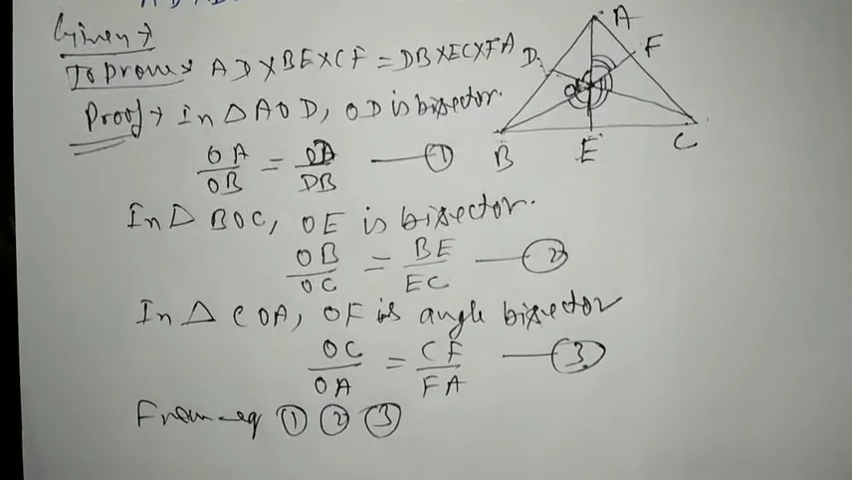 Given →
To prove → AD × BE × CF = DB × EC × FA
Proof → In △ AOD, OD is bisector.
OA/OB = OD/DB — ①
In △ BOC, OE is bisector.
OB/OC = BE/EC — ②
In △ COA, OF is angle bisector
OC/OA = CF/FA — ③
From eq ① ② ③
A
D
F
O
B
E
C